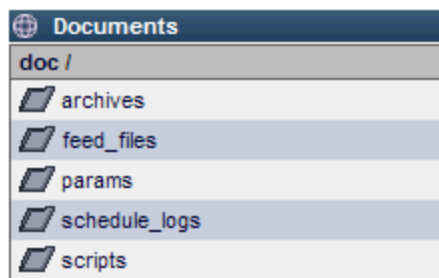 Documents
doc /
archives
feed_files
params
schedule_logs
scripts